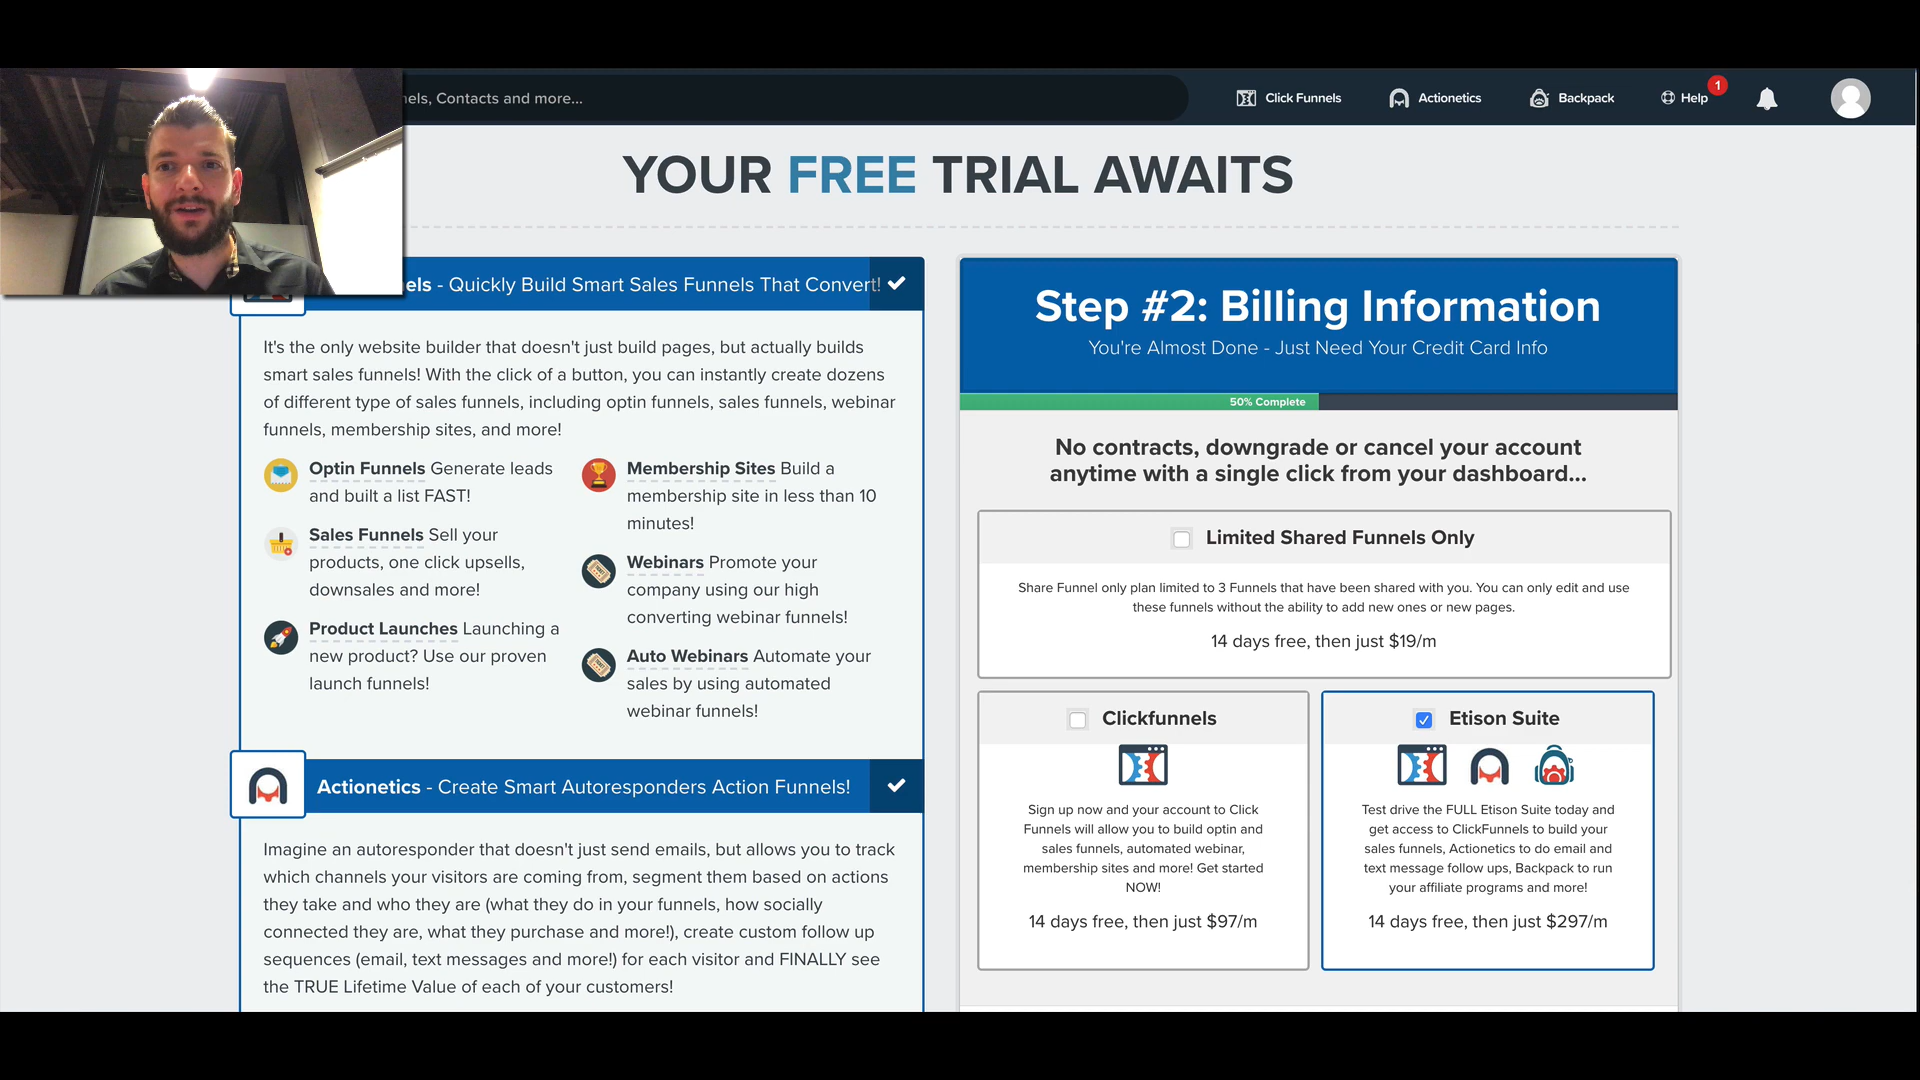 nels, Contacts and more...
Click Funnels
Actionetics
Backpack
Help
1
YOUR FREE TRIAL AWAITS
els - Quickly Build Smart Sales Funnels That Convert!
It's the only website builder that doesn't just build pages, but actually builds
smart sales funnels! With the click of a button, you can instantly create dozens
of different type of sales funnels, including optin funnels, sales funnels, webinar
funnels, membership sites, and more!
Optin Funnels Generate leads
and built a list FAST!
Sales Funnels Sell your
products, one click upsells,
downsales and more!
Product Launches Launching a
new product? Use our proven
launch funnels!
Membership Sites Build a
membership site in less than 10
minutes!
Webinars Promote your
company using our high
converting webinar funnels!
Auto Webinars Automate your
sales by using automated
webinar funnels!
Actionetics - Create Smart Autoresponders Action Funnels!
Imagine an autoresponder that doesn't just send emails, but allows you to track
which channels your visitors are coming from, segment them based on actions
they take and who they are (what they do in your funnels, how socially
connected they are, what they purchase and more!), create custom follow up
sequences (email, text messages and more!) for each visitor and FINALLY see
the TRUE Lifetime Value of each of your customers!
Step #2: Billing Information
You're Almost Done - Just Need Your Credit Card Info
50% Complete
No contracts, downgrade or cancel your account
anytime with a single click from your dashboard...
Limited Shared Funnels Only
Share Funnel only plan limited to 3 Funnels that have been shared with you. You can only edit and use
these funnels without the ability to add new ones or new pages.
14 days free, then just $19/m
Clickfunnels
Sign up now and your account to Click
Funnels will allow you to build optin and
sales funnels, automated webinar,
membership sites and more! Get started
NOW!
14 days free, then just $97/m
Etison Suite
Test drive the FULL Etison Suite today and
get access to ClickFunnels to build your
sales funnels, Actionetics to do email and
text message follow ups, Backpack to run
your affiliate programs and more!
14 days free, then just $297/m